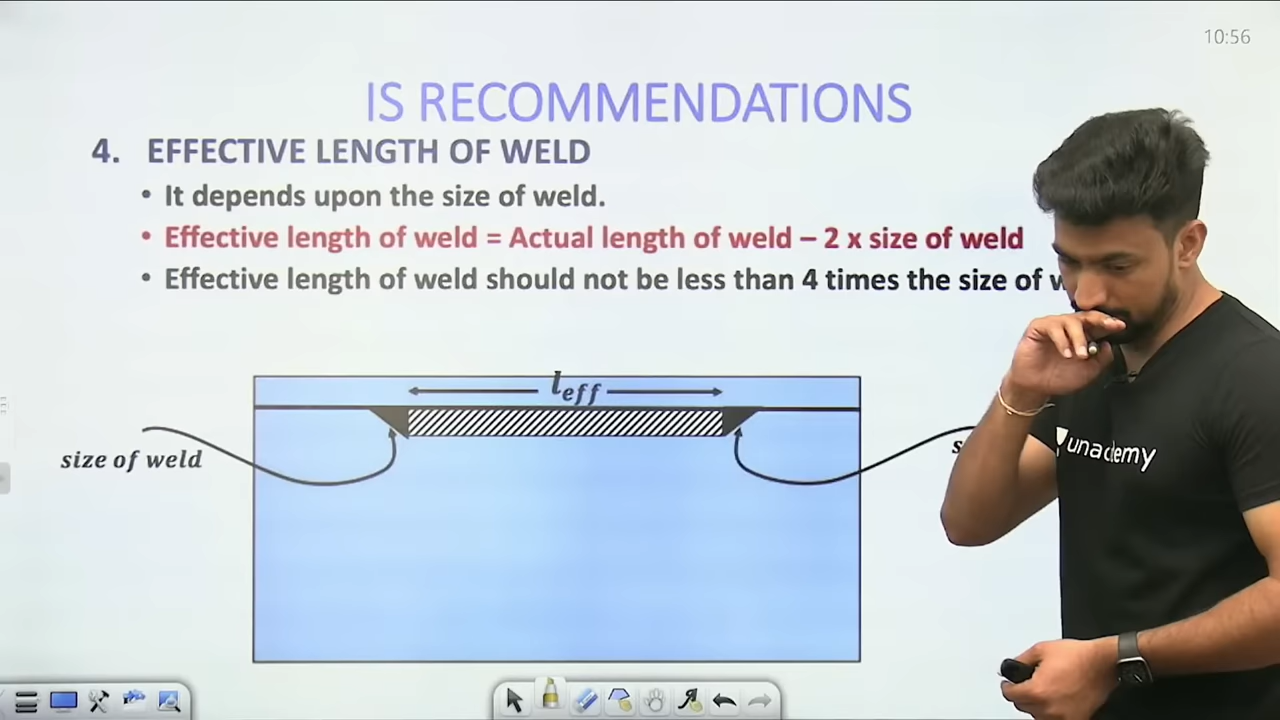 10:56
IS RECOMMENDATIONS
4. EFFECTIVE LENGTH OF WELD
• It depends upon the size of weld.
• Effective length of weld = Actual length of weld – 2 x size of weld
• Effective length of weld should not be less than 4 times the size of
l_eff
size of weld
unacademy